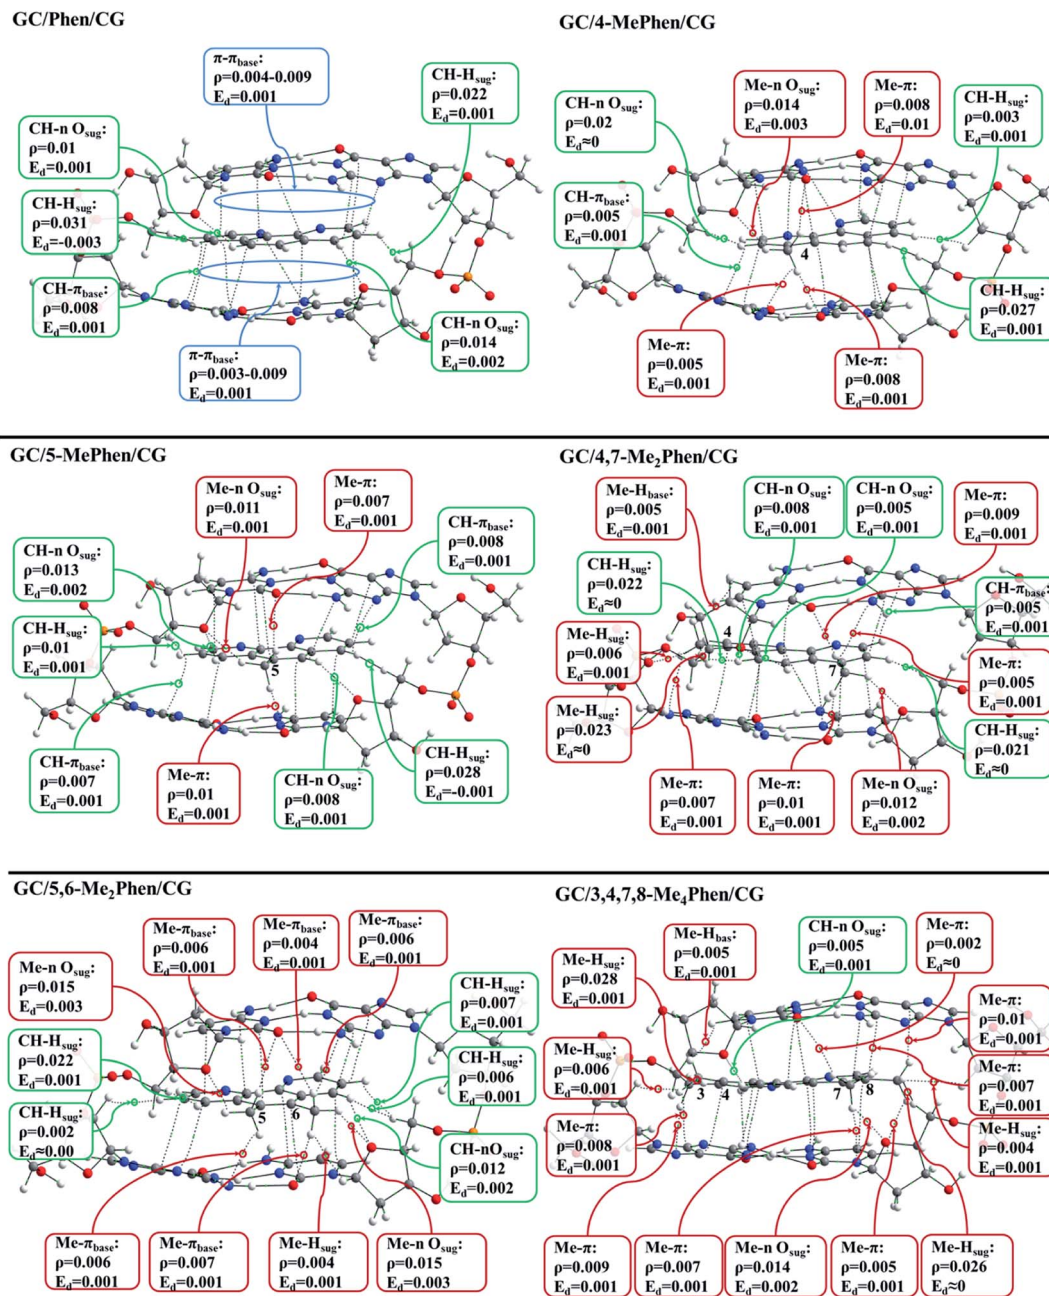 GC/Phen/CG
π-πbase:
ρ=0.004-0.009
Ed=0.001
CH-Hsug:
ρ=0.022
Ed=0.001
CH-n Osug:
ρ=0.01
Ed=0.001
CH-Hsug:
ρ=0.031
Ed=-0.003
CH-πbase:
ρ=0.008
Ed=0.001
π-πbase:
ρ=0.003-0.009
Ed=0.001
CH-n Osug:
ρ=0.014
Ed=0.002
GC/4-MePhen/CG
CH-n Osug:
ρ=0.02
Ed≈0
Me-n Osug:
ρ=0.014
Ed=0.003
Me-π:
ρ=0.008
Ed=0.01
CH-Hsug:
ρ=0.003
Ed=0.001
CH-πbase:
ρ=0.005
Ed=0.001
4
CH-Hsug:
ρ=0.027
Ed=0.001
Me-π:
ρ=0.005
Ed=0.001
Me-π:
ρ=0.008
Ed=0.001
GC/5-MePhen/CG
Me-n Osug:
ρ=0.011
Ed=0.001
Me-π:
ρ=0.007
Ed=0.001
CH-πbase:
ρ=0.008
Ed=0.001
CH-n Osug:
ρ=0.013
Ed=0.002
CH-Hsug:
ρ=0.01
Ed=0.001
5
CH-πbase:
ρ=0.007
Ed=0.001
Me-π:
ρ=0.01
Ed=0.001
CH-n Osug:
ρ=0.008
Ed=0.001
CH-Hsug:
ρ=0.028
Ed=-0.001
GC/4,7-Me2Phen/CG
Me-Hbase:
ρ=0.005
Ed=0.001
CH-n Osug:
ρ=0.008
Ed=0.001
CH-n Osug:
ρ=0.005
Ed=0.001
Me-π:
ρ=0.009
Ed=0.001
CH-Hsug:
ρ=0.022
Ed≈0
CH-πbase:
ρ=0.005
Ed=0.001
4
7
Me-Hsug:
ρ=0.006
Ed=0.001
Me-π:
ρ=0.005
Ed=0.001
Me-Hsug:
ρ=0.023
Ed≈0
CH-Hsug:
ρ=0.021
Ed≈0
Me-π:
ρ=0.007
Ed=0.001
Me-π:
ρ=0.01
Ed=0.001
Me-n Osug:
ρ=0.012
Ed=0.002
GC/5,6-Me2Phen/CG
Me-πbase:
ρ=0.006
Ed=0.001
Me-πbase:
ρ=0.004
Ed=0.001
Me-πbase:
ρ=0.006
Ed=0.001
Me-n Osug:
ρ=0.015
Ed=0.003
CH-Hsug:
ρ=0.007
Ed=0.001
CH-Hsug:
ρ=0.022
Ed=0.001
CH-Hsug:
ρ=0.006
Ed=0.001
5
6
CH-Hsug:
ρ=0.002
Ed≈0.00
CH-nOsug:
ρ=0.012
Ed=0.002
Me-πbase:
ρ=0.006
Ed=0.001
Me-πbase:
ρ=0.007
Ed=0.001
Me-Hsug:
ρ=0.004
Ed=0.001
Me-n Osug:
ρ=0.015
Ed=0.003
GC/3,4,7,8-Me4Phen/CG
Me-Hsug:
ρ=0.028
Ed=0.001
Me-Hbas:
ρ=0.005
Ed=0.001
CH-n Osug:
ρ=0.005
Ed=0.001
Me-π:
ρ=0.002
Ed≈0
Me-π:
ρ=0.01
Ed=0.001
Me-Hsug:
ρ=0.006
Ed=0.001
3
4
7
8
Me-π:
ρ=0.007
Ed=0.001
Me-π:
ρ=0.008
Ed=0.001
Me-Hsug:
ρ=0.004
Ed=0.001
Me-π:
ρ=0.009
Ed=0.001
Me-π:
ρ=0.007
Ed=0.001
Me-n Osug:
ρ=0.014
Ed=0.002
Me-π:
ρ=0.005
Ed=0.001
Me-Hsug:
ρ=0.026
Ed≈0